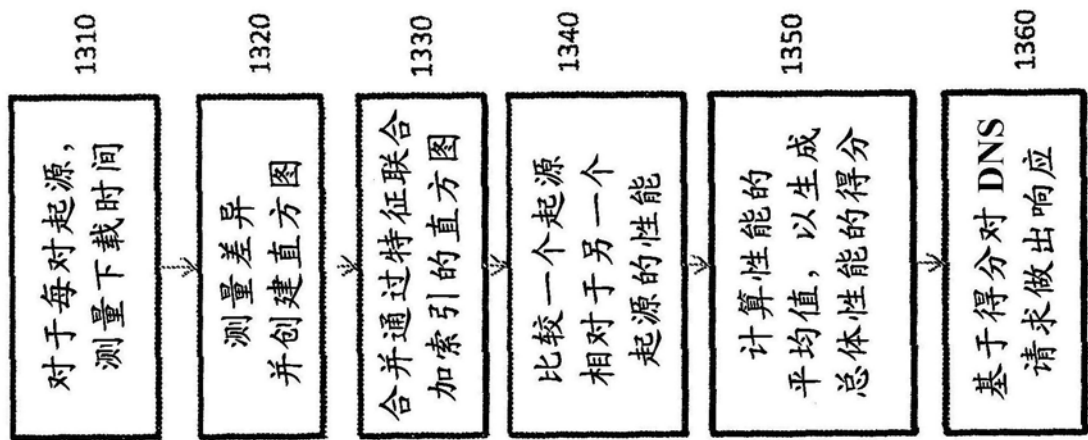 对于每对起源，
测量下载时间
1310
测量差异
并创建直方图
1320
合并通过特征联合
加索引的直方图
1330
比较一个起源
相对于另一个
起源的性能
1340
计算性能的
平均值，以生成
总体性能的得分
1350
基于得分对 DNS
请求做出响应
1360